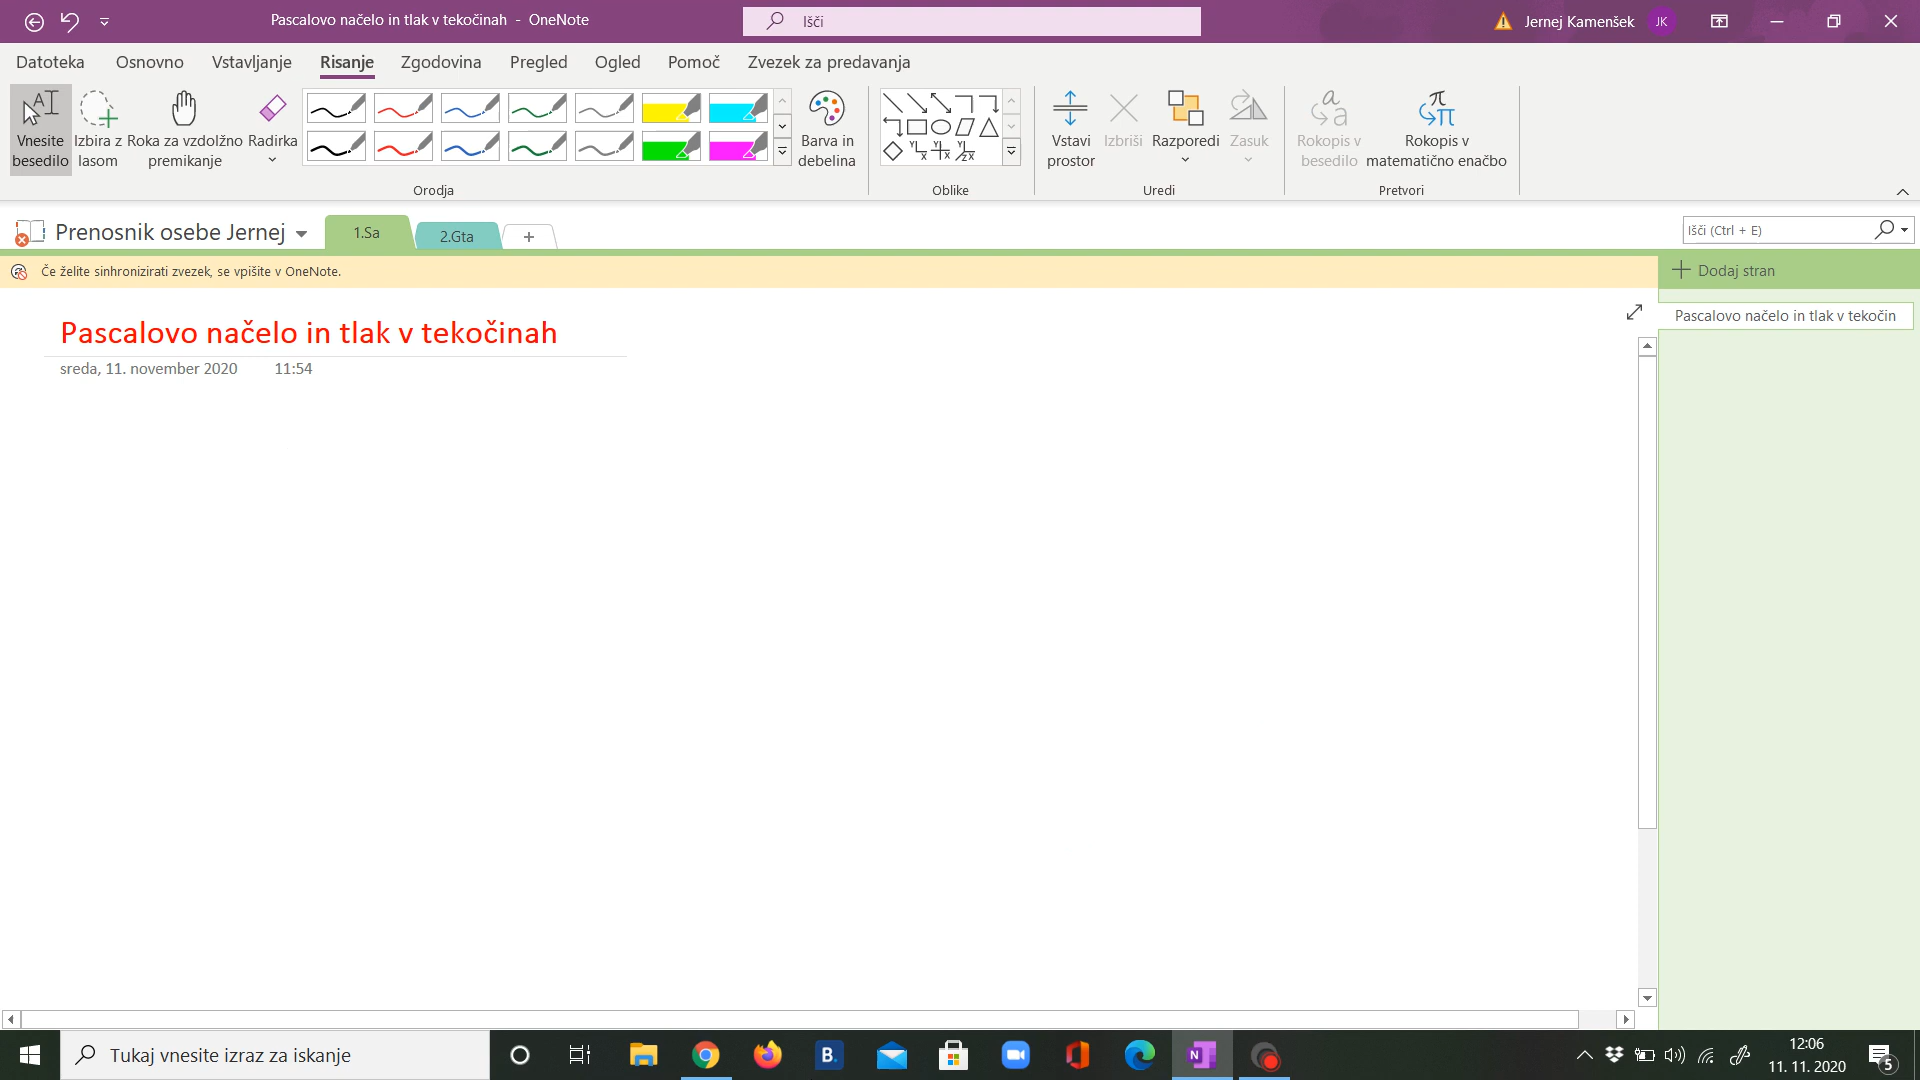 Pascalovo načelo in tlak v tekočinah - OneNote
Išči
Jernej Kamenšek
JK
Datoteka Osnovno Vstavljanje Risanje Zgodovina Pregled Ogled Pomoč Zvezek za predavanja
Vnesite besedilo
Izbira z lasom
Roka za vzdolžno premikanje
Radirka
Barva in debelina
Vstavi prostor
Izbriši
Razporedi
Zasuk
Rokopis v besedilo
Rokopis v matematično enačbo
Orodja
Oblike
Uredi
Pretvori
Prenosnik osebe Jernej
1.Sa
2.Gta
Išči (Ctrl + E)
Če želite sinhronizirati zvezek, se vpišite v OneNote.
Dodaj stran
Pascalovo načelo in tlak v tekočin
Pascalovo načelo in tlak v tekočinah
sreda, 11. november 2020 11:54
Tukaj vnesite izraz za iskanje
B.
N
12:06
11. 11. 2020
5